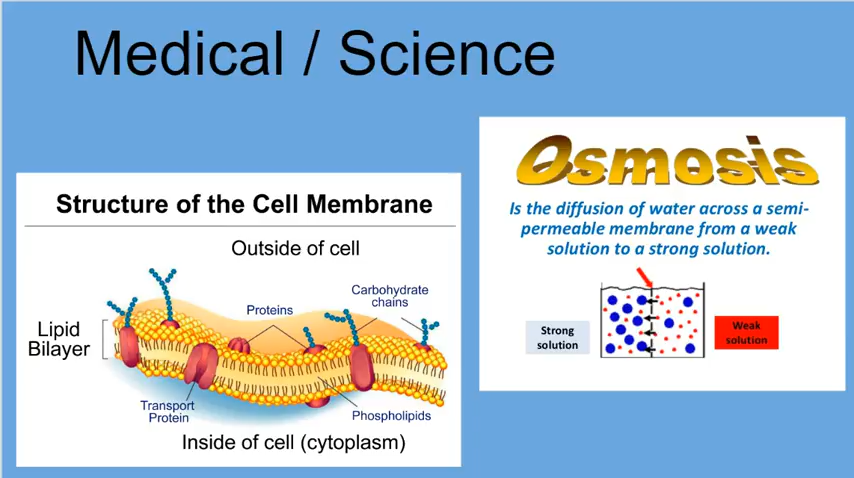 Medical / Science
Structure of the Cell Membrane
Outside of cell
Carbohydrate
chains
Proteins
Lipid
Bilayer
Transport
Protein
Phospholipids
Inside of cell (cytoplasm)
Osmosis
Is the diffusion of water across a semi-
permeable membrane from a weak
solution to a strong solution.
Strong
solution
Weak
solution